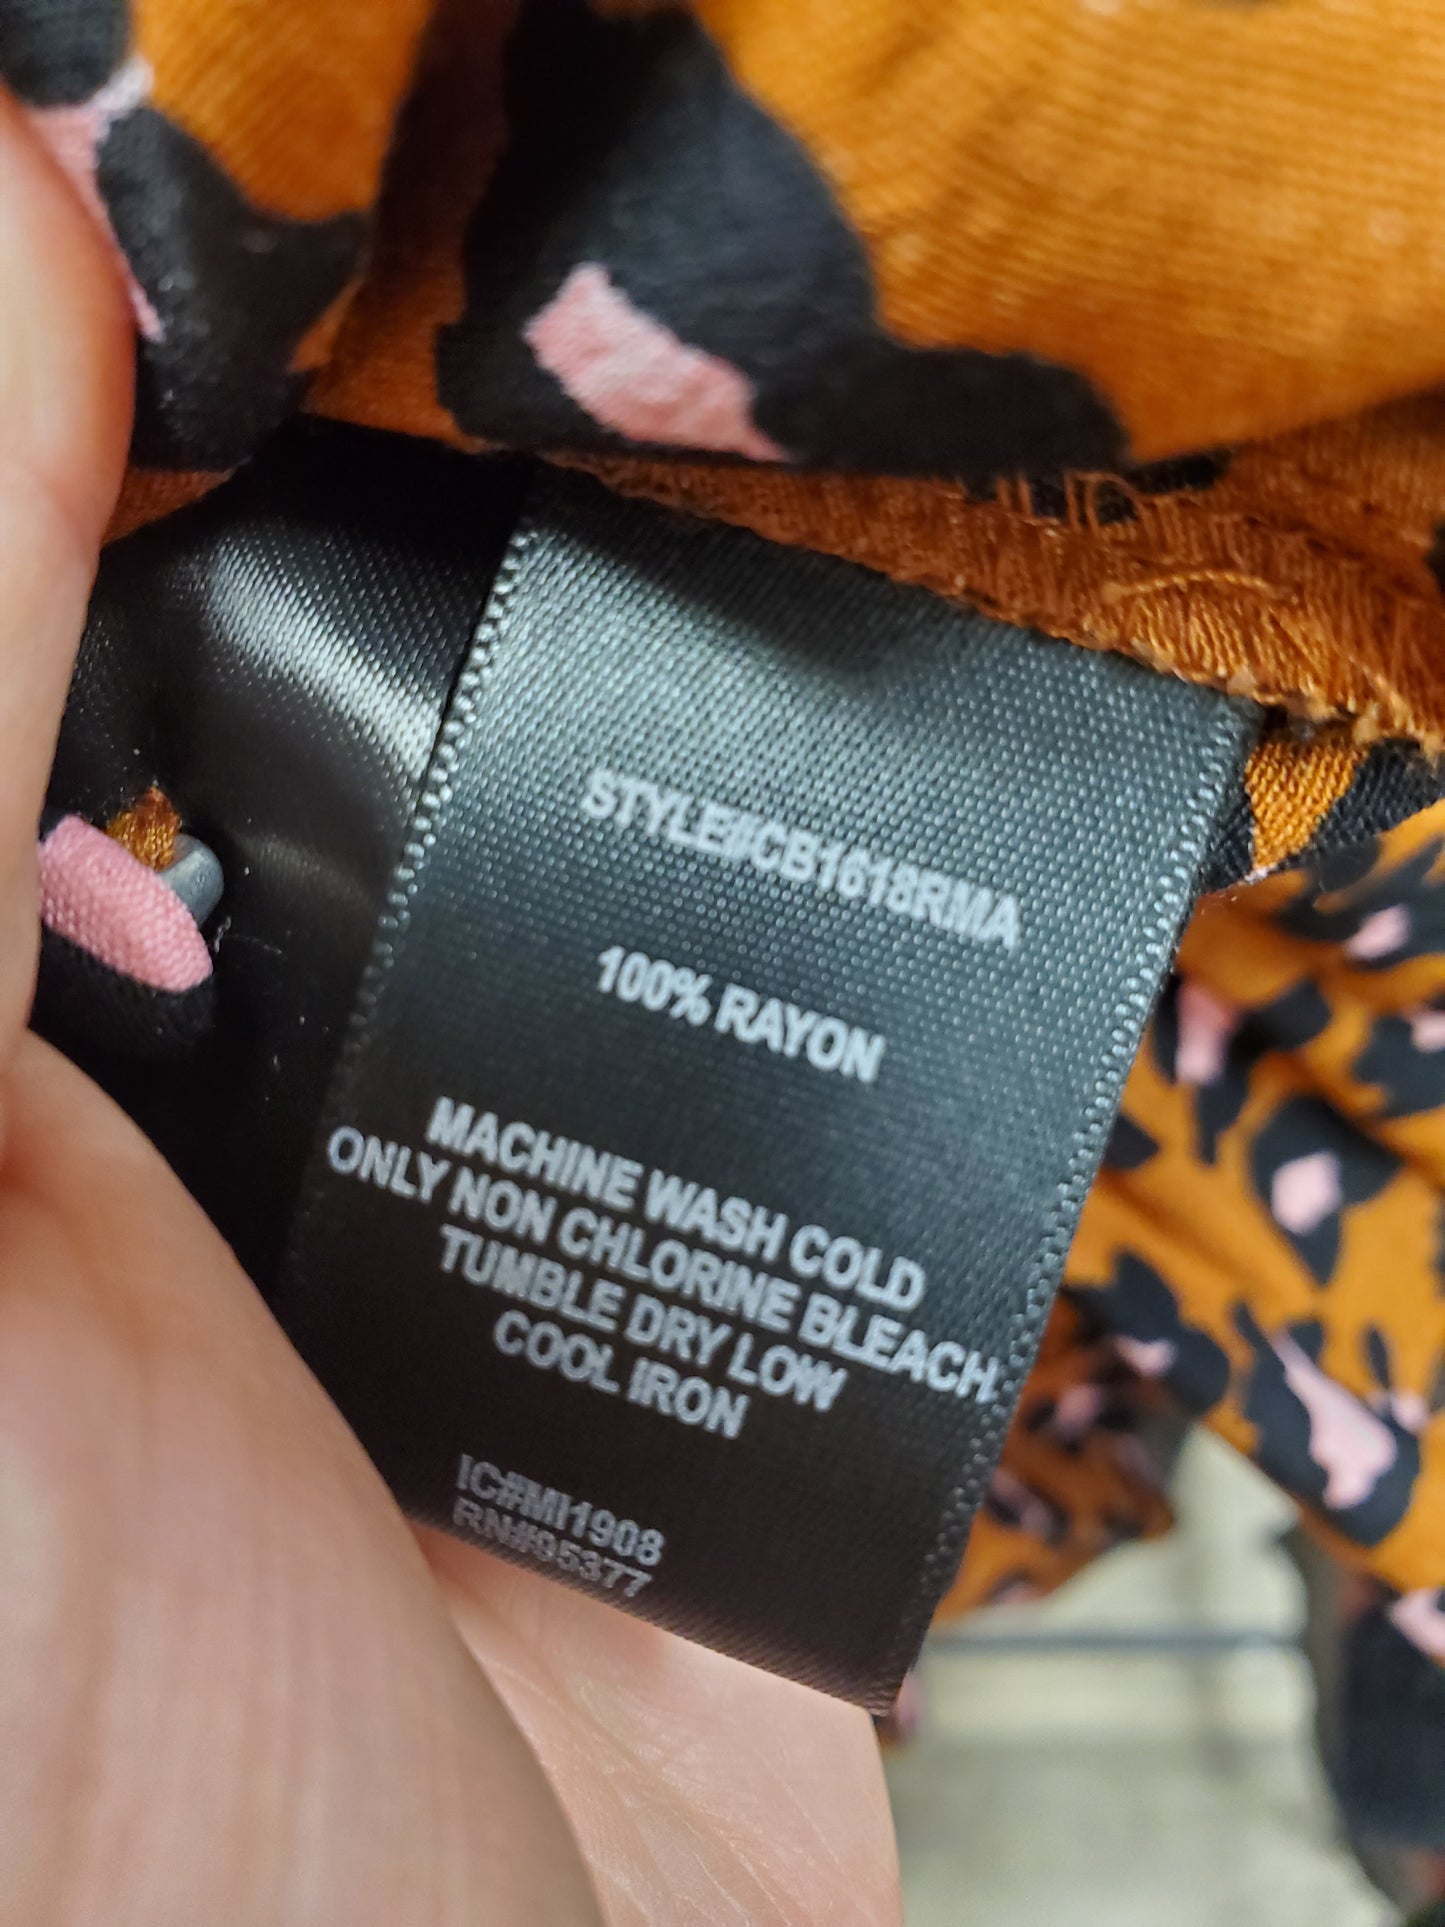 STYLE#CB1618RMA
100% RAYON
MACHINE WASH COLD
ONLY NON CHLORINE BLEACH
TUMBLE DRY LOW
COOL IRON
IC#MI1908
RN#95377